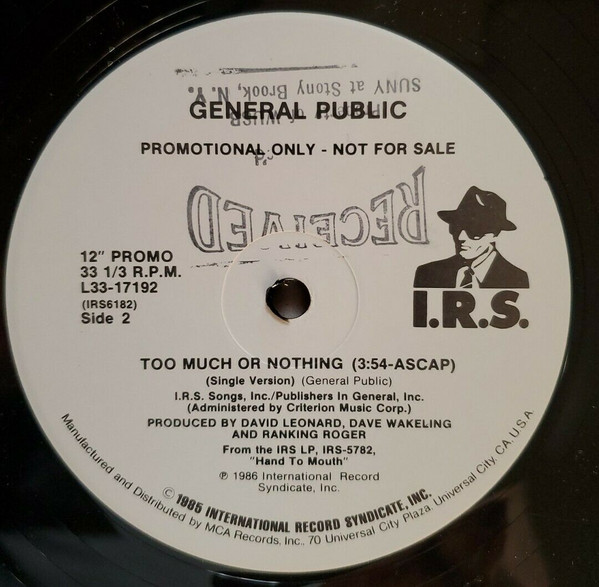 SUNY at Stony Brook, N.Y.
of WUSB
GENERAL PUBLIC
PROMOTIONAL ONLY - NOT FOR SALE
RECEIVED
12" PROMO
33 1/3 R.P.M.
L33-17192
(IRS6182)
Side 2
I.R.S.
TOO MUCH OR NOTHING (3:54-ASCAP)
(Single Version) (General Public)
I.R.S. Songs, Inc./Publishers In General, Inc.
(Administered by Criterion Music Corp.)
PRODUCED BY DAVID LEONARD, DAVE WAKELING
AND RANKING ROGER
From the IRS LP, IRS-5782,
"Hand To Mouth"
℗ 1986 International Record
Syndicate, Inc.
© 1985 INTERNATIONAL RECORD SYNDICATE, INC.
Manufactured and Distributed by MCA Records, Inc., 70 Universal City Plaza, Universal City, CA. U.S.A.